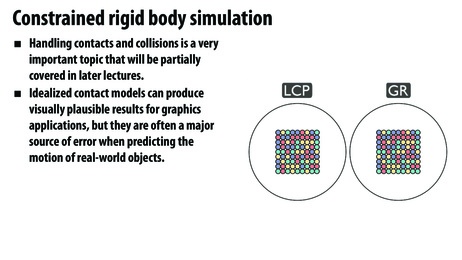 Constrained rigid body simulation
■ Handling contacts and collisions is a very
important topic that will be partially
covered in later lectures.
■ Idealized contact models can produce
visually plausible results for graphics
applications, but they are often a major
source of error when predicting the
motion of real-world objects.
LCP
GR